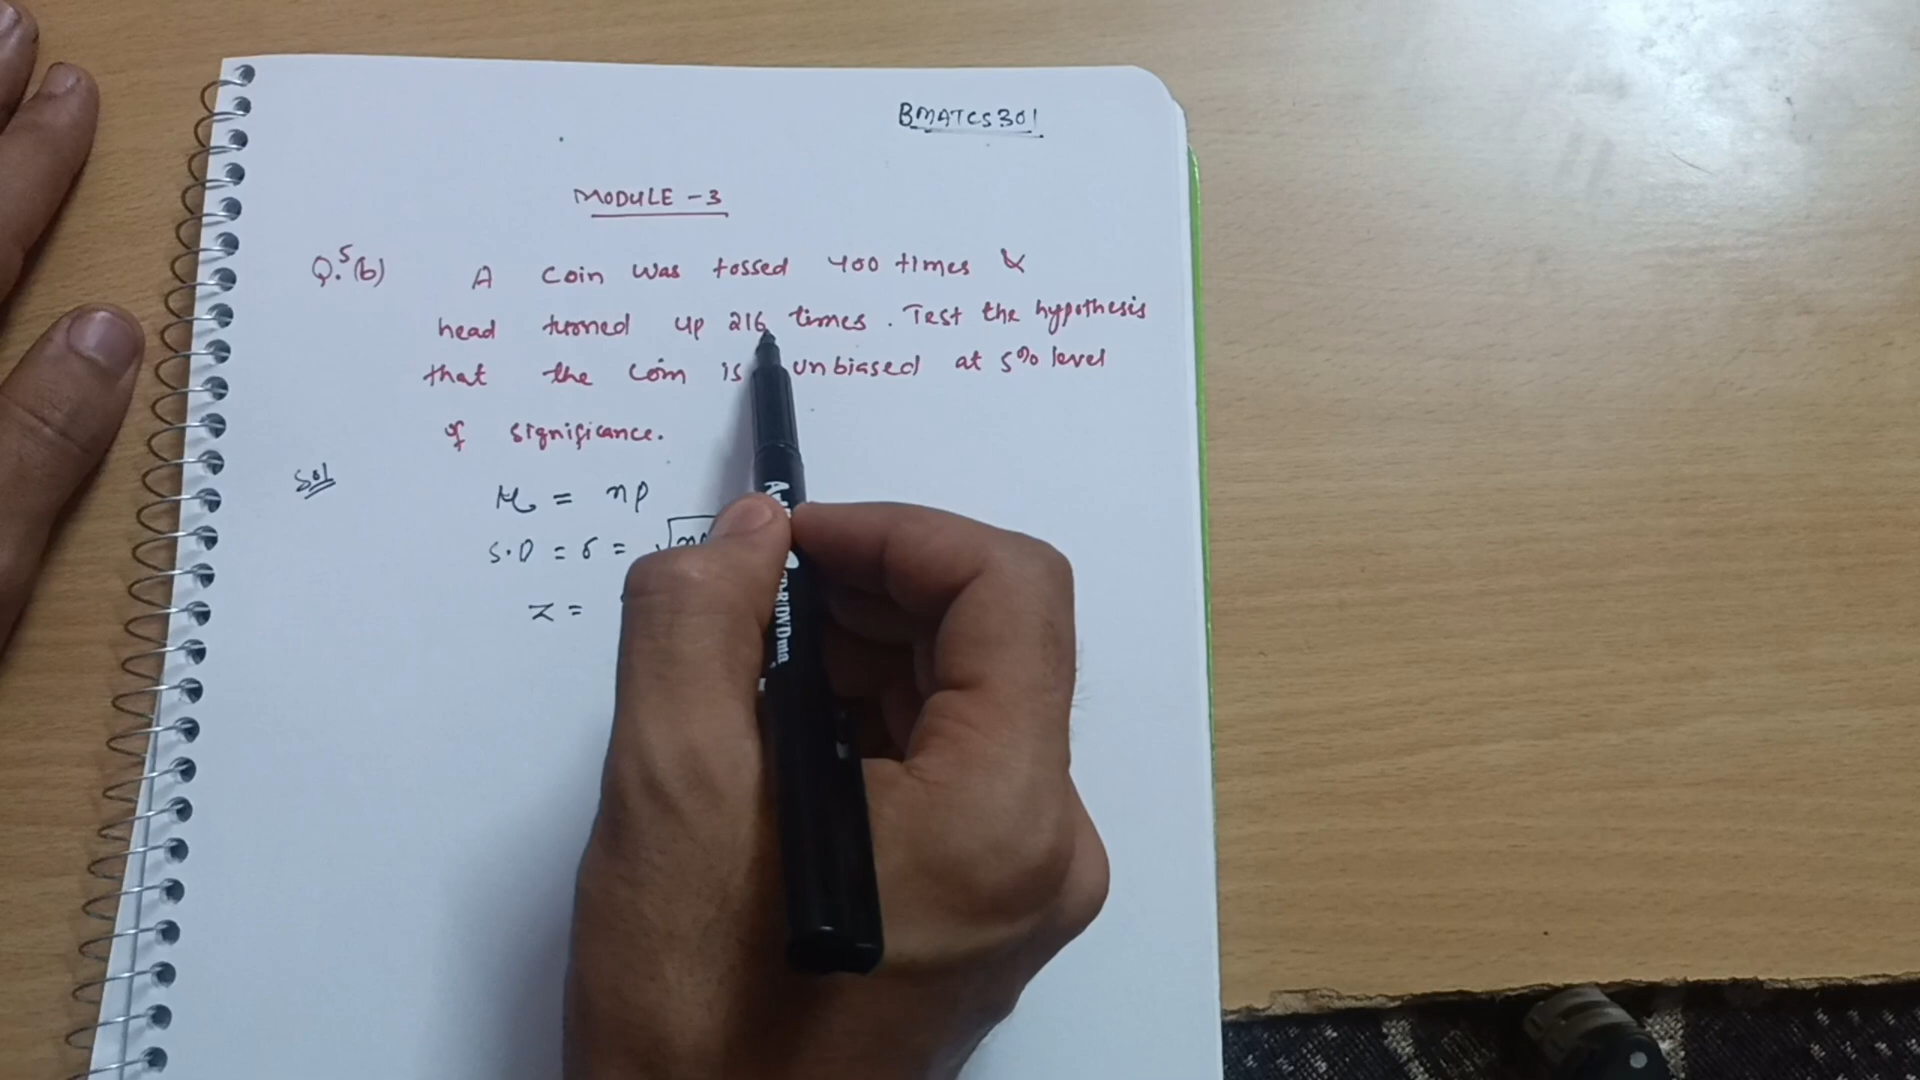 BMATCS301
MODULE - 3
Q.5(b) A coin was tossed 400 times &
head turned up 216 times. Test the hypothesis
that the coin is unbiased at 5% level
of significance.
Sol
μ = np
S.D = σ =
z =